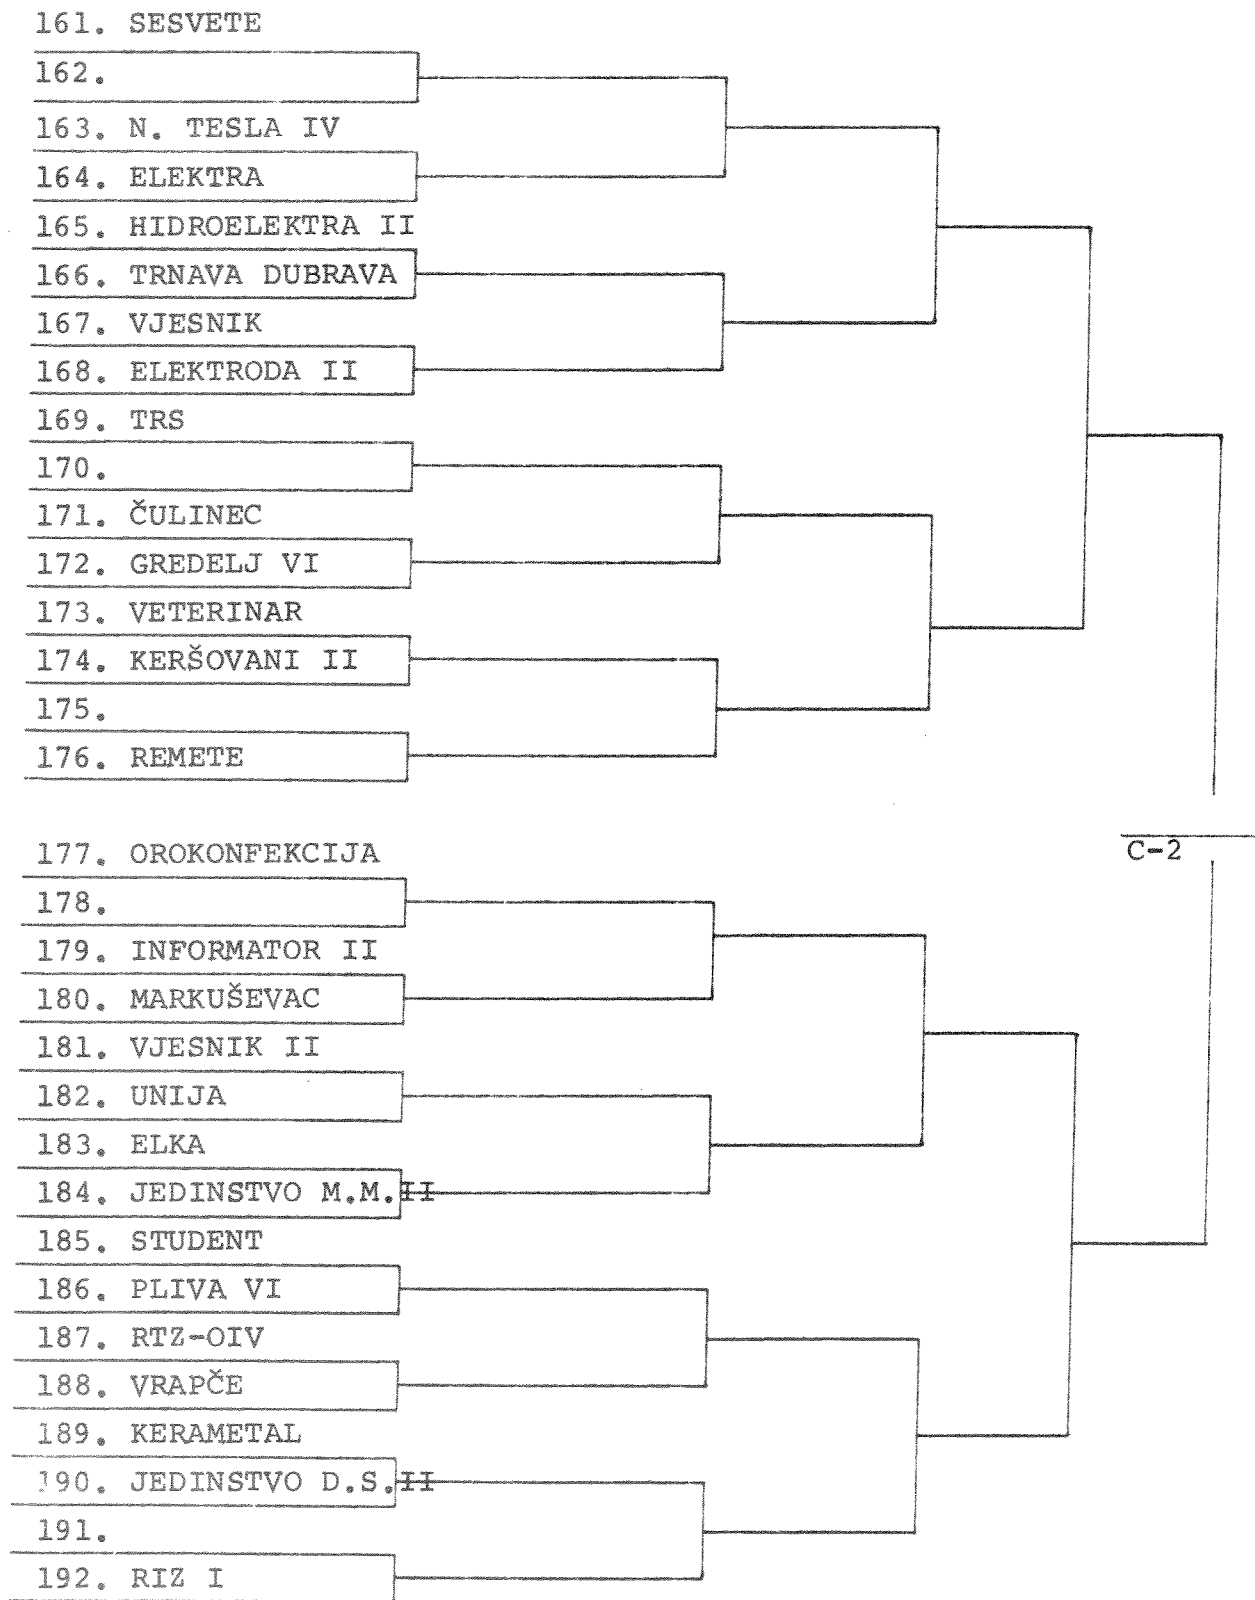 161. SESVETE
162.
163. N. TESLA IV
164. ELEKTRA
165. HIDROELEKTRA II
166. TRNAVA DUBRAVA
167. VJESNIK
168. ELEKTRODA II
169. TRS
170.
171. ČULINEC
172. GREDELJ VI
173. VETERINAR
174. KERŠOVANI II
175.
176. REMETE
C-2
177. OROKONFEKCIJA
178.
179. INFORMATOR II
180. MARKUŠEVAC
181. VJESNIK II
182. UNIJA
183. ELKA
184. JEDINSTVO M.M.II
185. STUDENT
186. PLIVA VI
187. RTZ-OIV
188. VRAPČE
189. KERAMETAL
190. JEDINSTVO D.S.II
191.
192. RIZ I